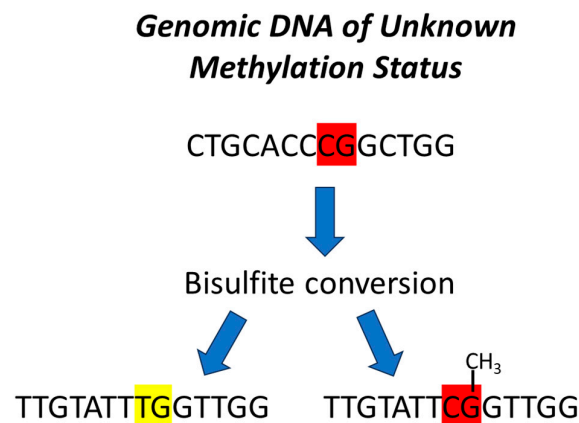 Genomic DNA of Unknown
Methylation Status
CTGCACCCGGCTGG
Bisulfite conversion
CH3
TTGTATTTGGTTGG TTGTATTCGGTTGG